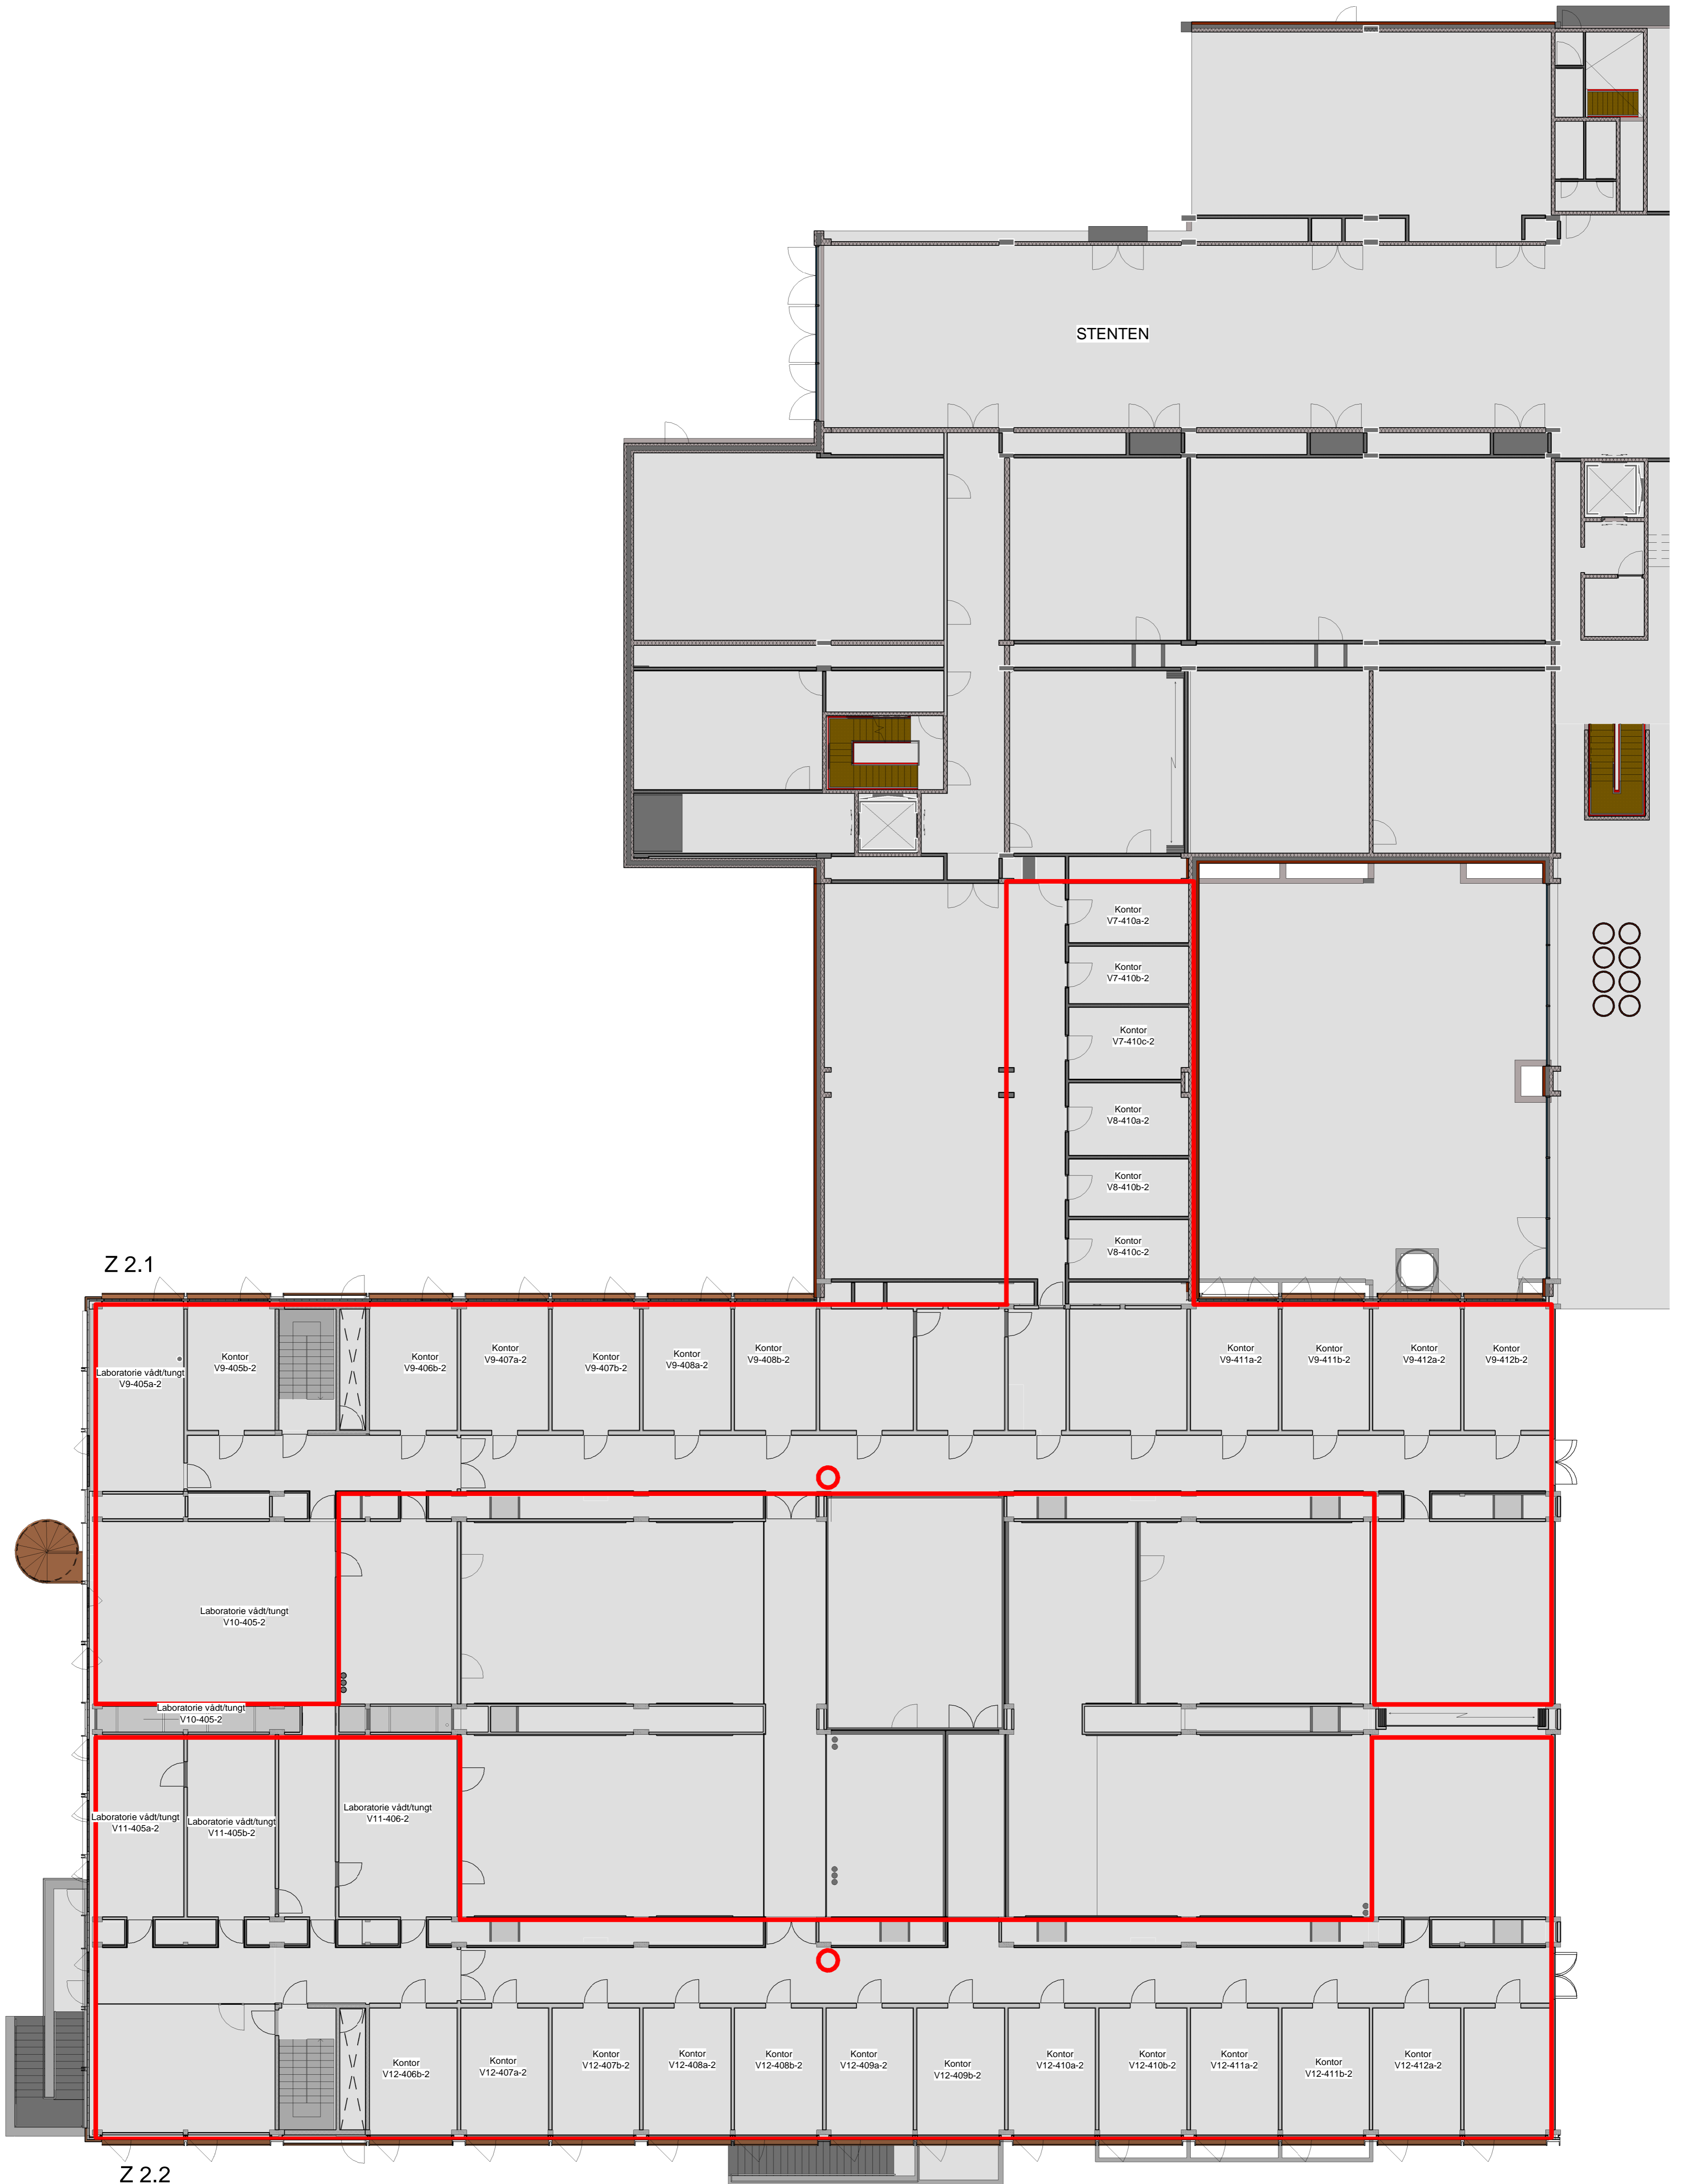 STENTEN
Kontor
V7-410a-2
Kontor
V7-410b-2
Kontor
V7-410c-2
Kontor
V8-410a-2
Kontor
V8-410b-2
Kontor
V8-410c-2
Z 2.1
Laboratorie vådt/tungt
V9-405a-2
Kontor
V9-405b-2
Kontor
V9-406b-2
Kontor
V9-407a-2
Kontor
V9-407b-2
Kontor
V9-408a-2
Kontor
V9-408b-2
Kontor
V9-411a-2
Kontor
V9-411b-2
Kontor
V9-412a-2
Kontor
V9-412b-2
Laboratorie vådt/tungt
V10-405-2
Laboratorie vådt/tungt
V10-405-2
Laboratorie vådt/tungt
V11-405a-2
Laboratorie vådt/tungt
V11-405b-2
Laboratorie vådt/tungt
V11-406-2
Kontor
V12-406b-2
Kontor
V12-407a-2
Kontor
V12-407b-2
Kontor
V12-408a-2
Kontor
V12-408b-2
Kontor
V12-409a-2
Kontor
V12-409b-2
Kontor
V12-410a-2
Kontor
V12-410b-2
Kontor
V12-411a-2
Kontor
V12-411b-2
Kontor
V12-412a-2
Z 2.2